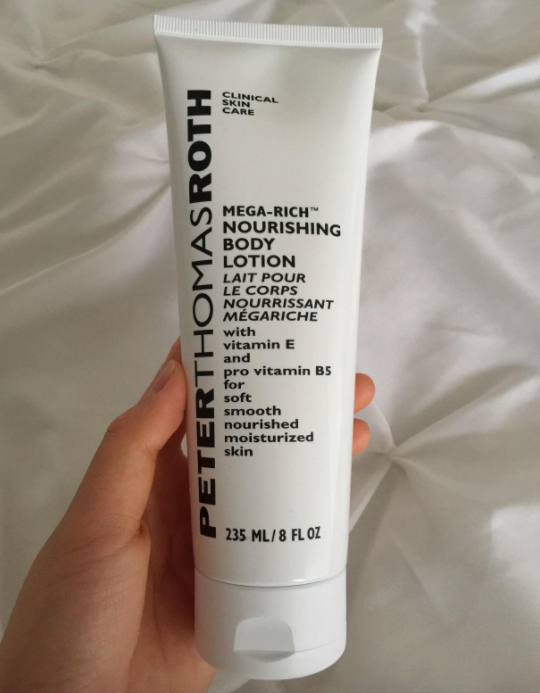 PETERTHOMASROTH
CLINICAL
SKIN
CARE
MEGA-RICH™
NOURISHING
BODY
LOTION
LAIT POUR
LE CORPS
NOURRISSANT
MÉGARICHE
with
vitamin E
and
pro vitamin B5
for
soft
smooth
nourished
moisturized
skin
235 ML/8 FL OZ